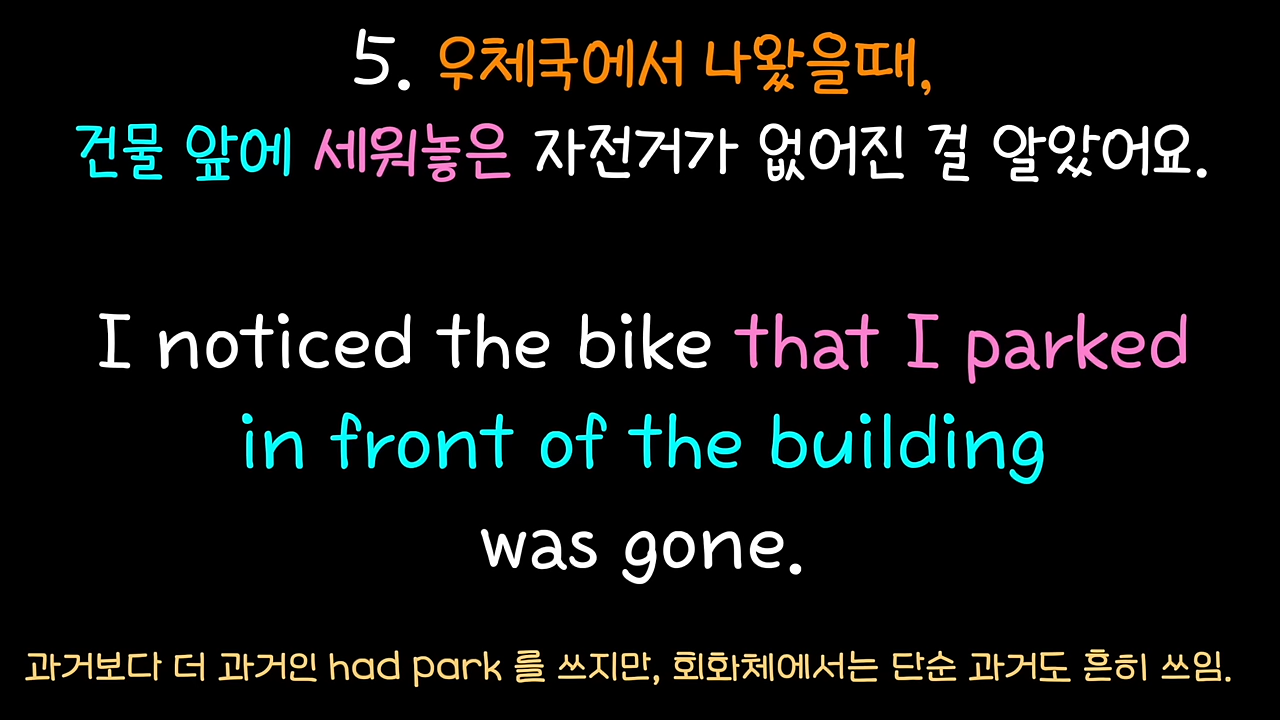 5. 우체국에서 나왔을때,
건물 앞에 세워놓은 자전거가 없어진 걸 알았어요.
I noticed the bike that I parked
in front of the building
was gone.
과거보다 더 과거인 had park 를 쓰지만, 회화체에서는 단순 과거도 흔히 쓰임.